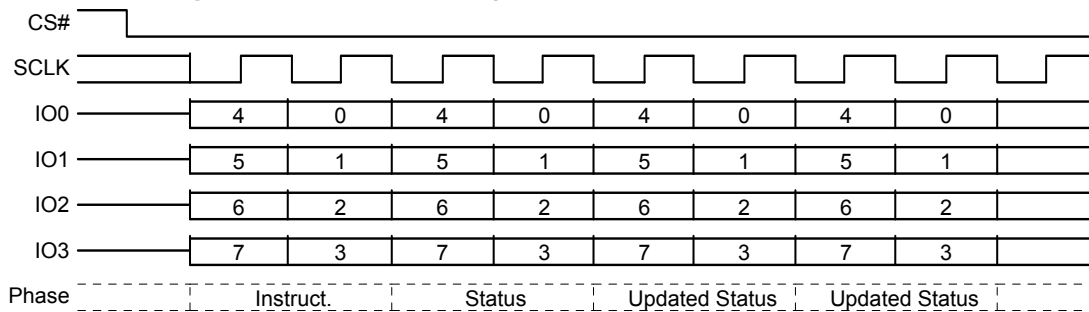 CS#
SCLK
IO0 4 0 4 0 4 0 4 0
IO1 5 1 5 1 5 1 5 1
IO2 6 2 6 2 6 2 6 2
IO3 7 3 7 3 7 3 7 3
Phase Instruct. Status Updated Status Updated Status